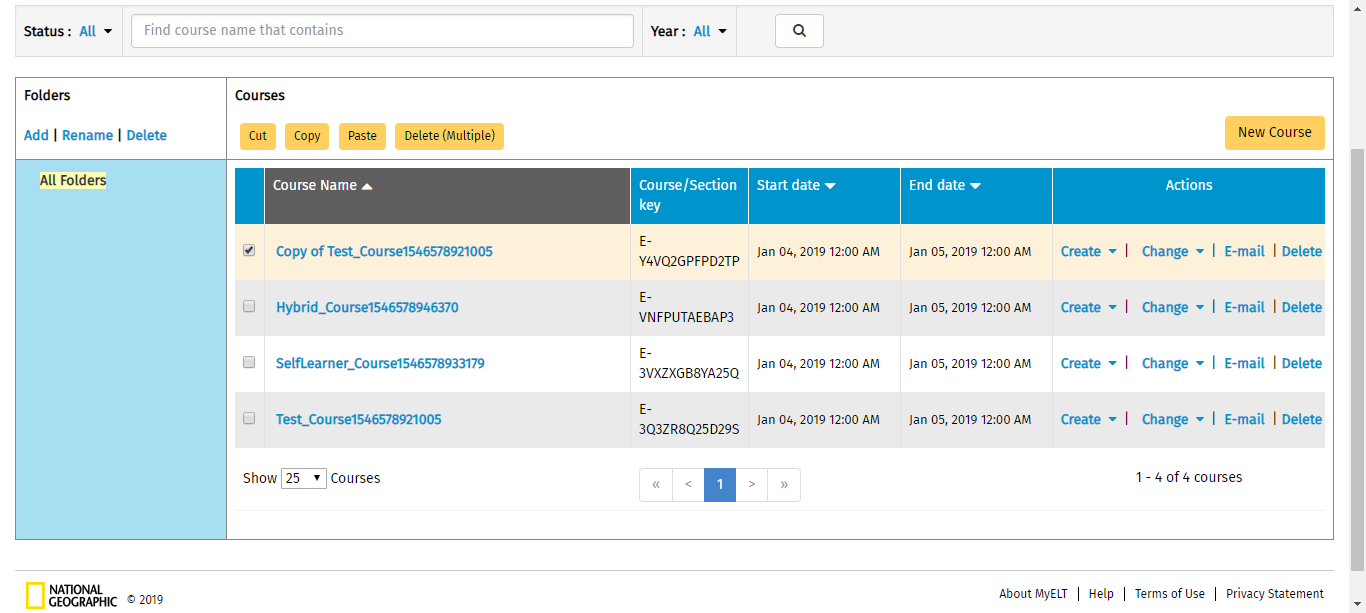 Status : All
Find course name that contains
Year : All
Folders
Add | Rename | Delete
All Folders
Courses
Cut Copy Paste Delete (Multiple)
New Course
Course Name Course/Section key Start date End date Actions
Copy of Test_Course1546578921005 E-Y4VQ2GPFPD2TP Jan 04, 2019 12:00 AM Jan 05, 2019 12:00 AM Create | Change | E-mail | Delete
Hybrid_Course1546578946370 E-VNFPUTAEBAP3 Jan 04, 2019 12:00 AM Jan 05, 2019 12:00 AM Create | Change | E-mail | Delete
SelfLearner_Course1546578933179 E-3VXZXGB8YA25Q Jan 04, 2019 12:00 AM Jan 05, 2019 12:00 AM Create | Change | E-mail | Delete
Test_Course1546578921005 E-3Q3ZR8Q25D29S Jan 04, 2019 12:00 AM Jan 05, 2019 12:00 AM Create | Change | E-mail | Delete
Show 25 Courses
« < 1 > »
1 - 4 of 4 courses
NATIONAL
GEOGRAPHIC © 2019
About MyELT | Help | Terms of Use | Privacy Statement